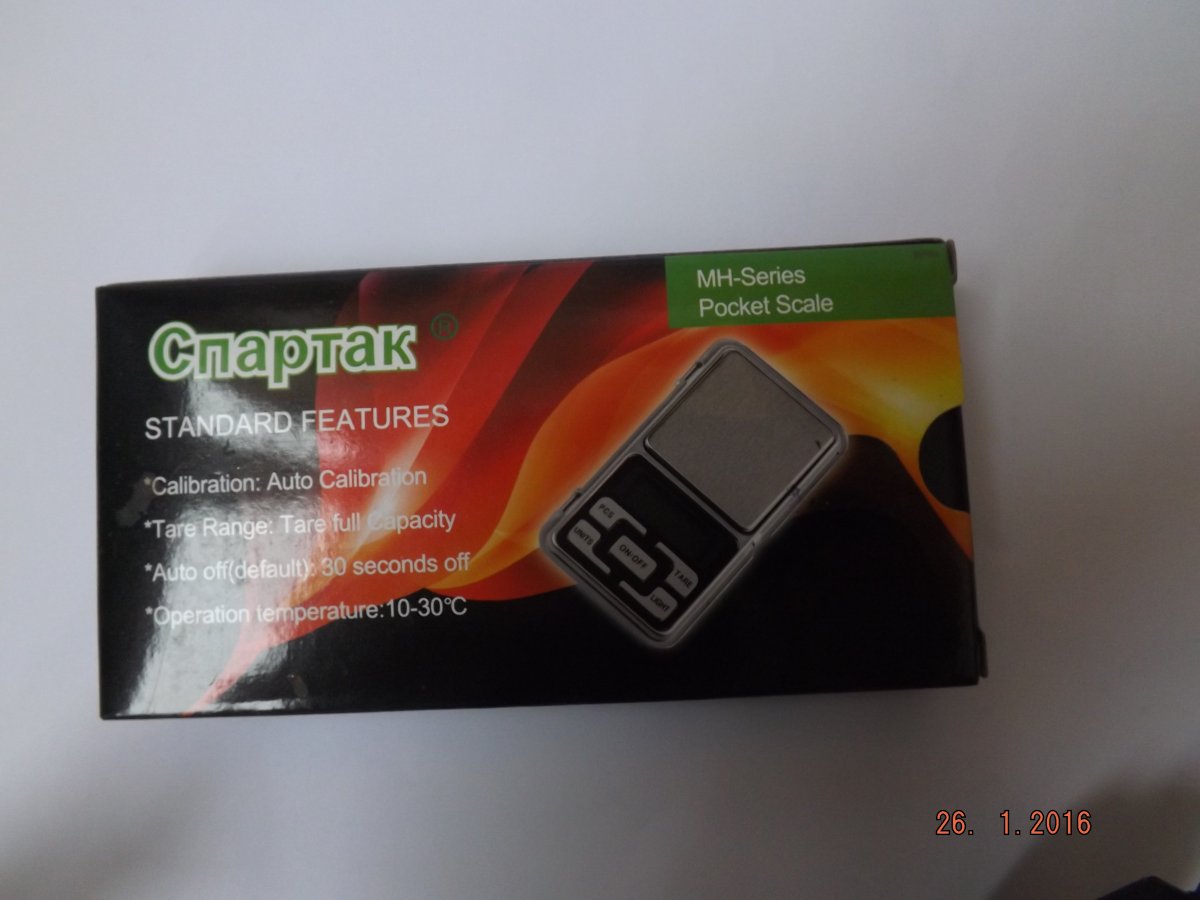 Спартак ®
MH-Series
Pocket Scale
STANDARD FEATURES
*Calibration: Auto Calibration
*Tare Range: Tare full Capacity
*Auto off(default): 30 seconds off
*Operation temperature:10-30℃
PCS
UNITS
ON-OFF
TARE
LIGHT
26. 1.2016